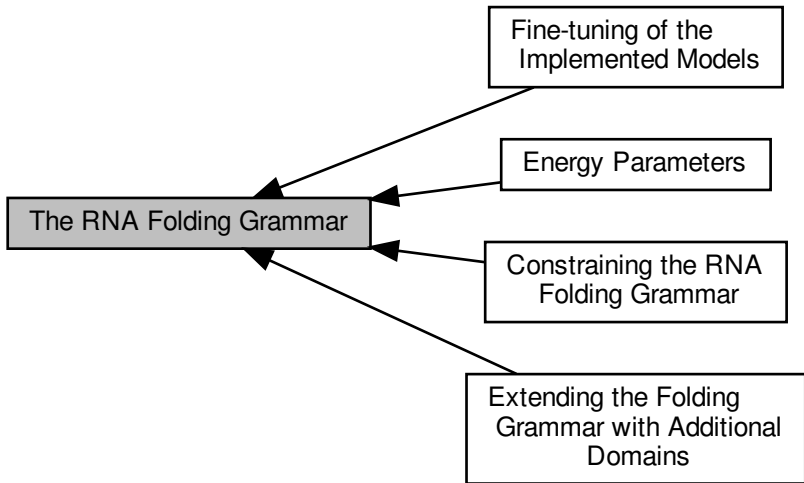 Fine-tuning of the
Implemented Models
Energy Parameters
The RNA Folding Grammar
Constraining the RNA
Folding Grammar
Extending the Folding
Grammar with Additional
Domains